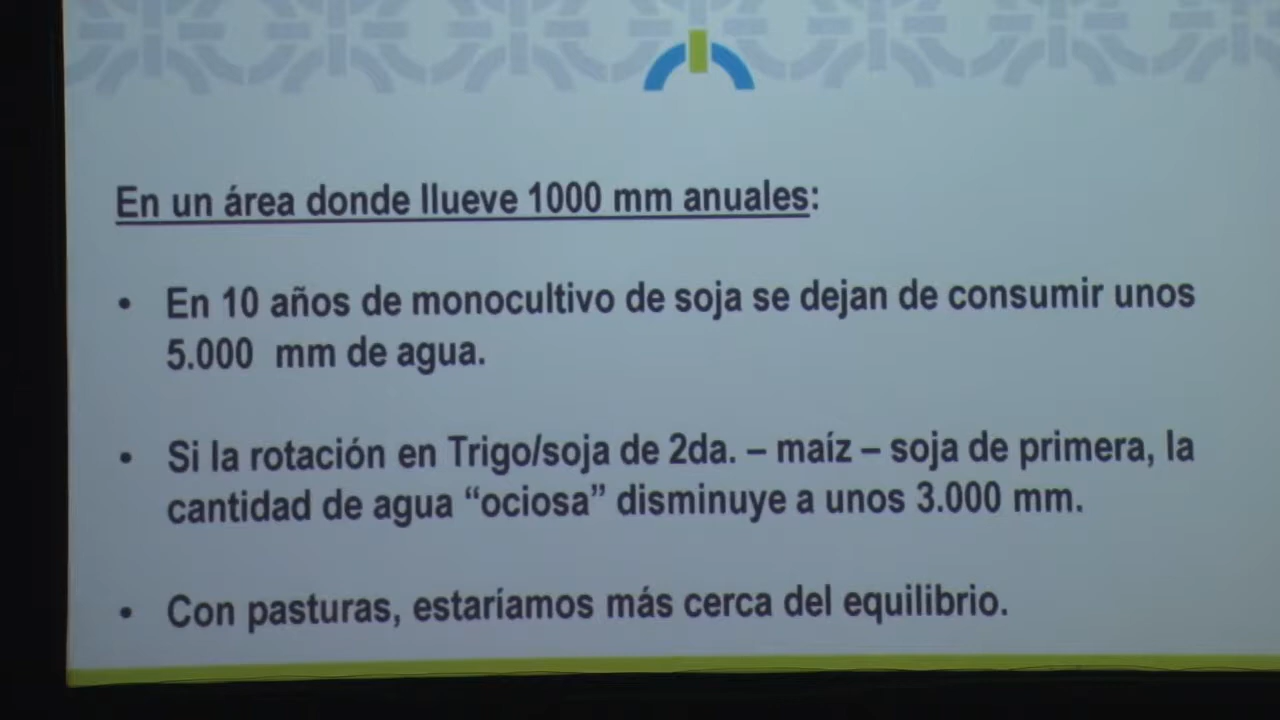 En un área donde llueve 1000 mm anuales:
• En 10 años de monocultivo de soja se dejan de consumir unos
5.000 mm de agua.
• Si la rotación en Trigo/soja de 2da. – maíz – soja de primera, la
cantidad de agua “ociosa” disminuye a unos 3.000 mm.
• Con pasturas, estaríamos más cerca del equilibrio.